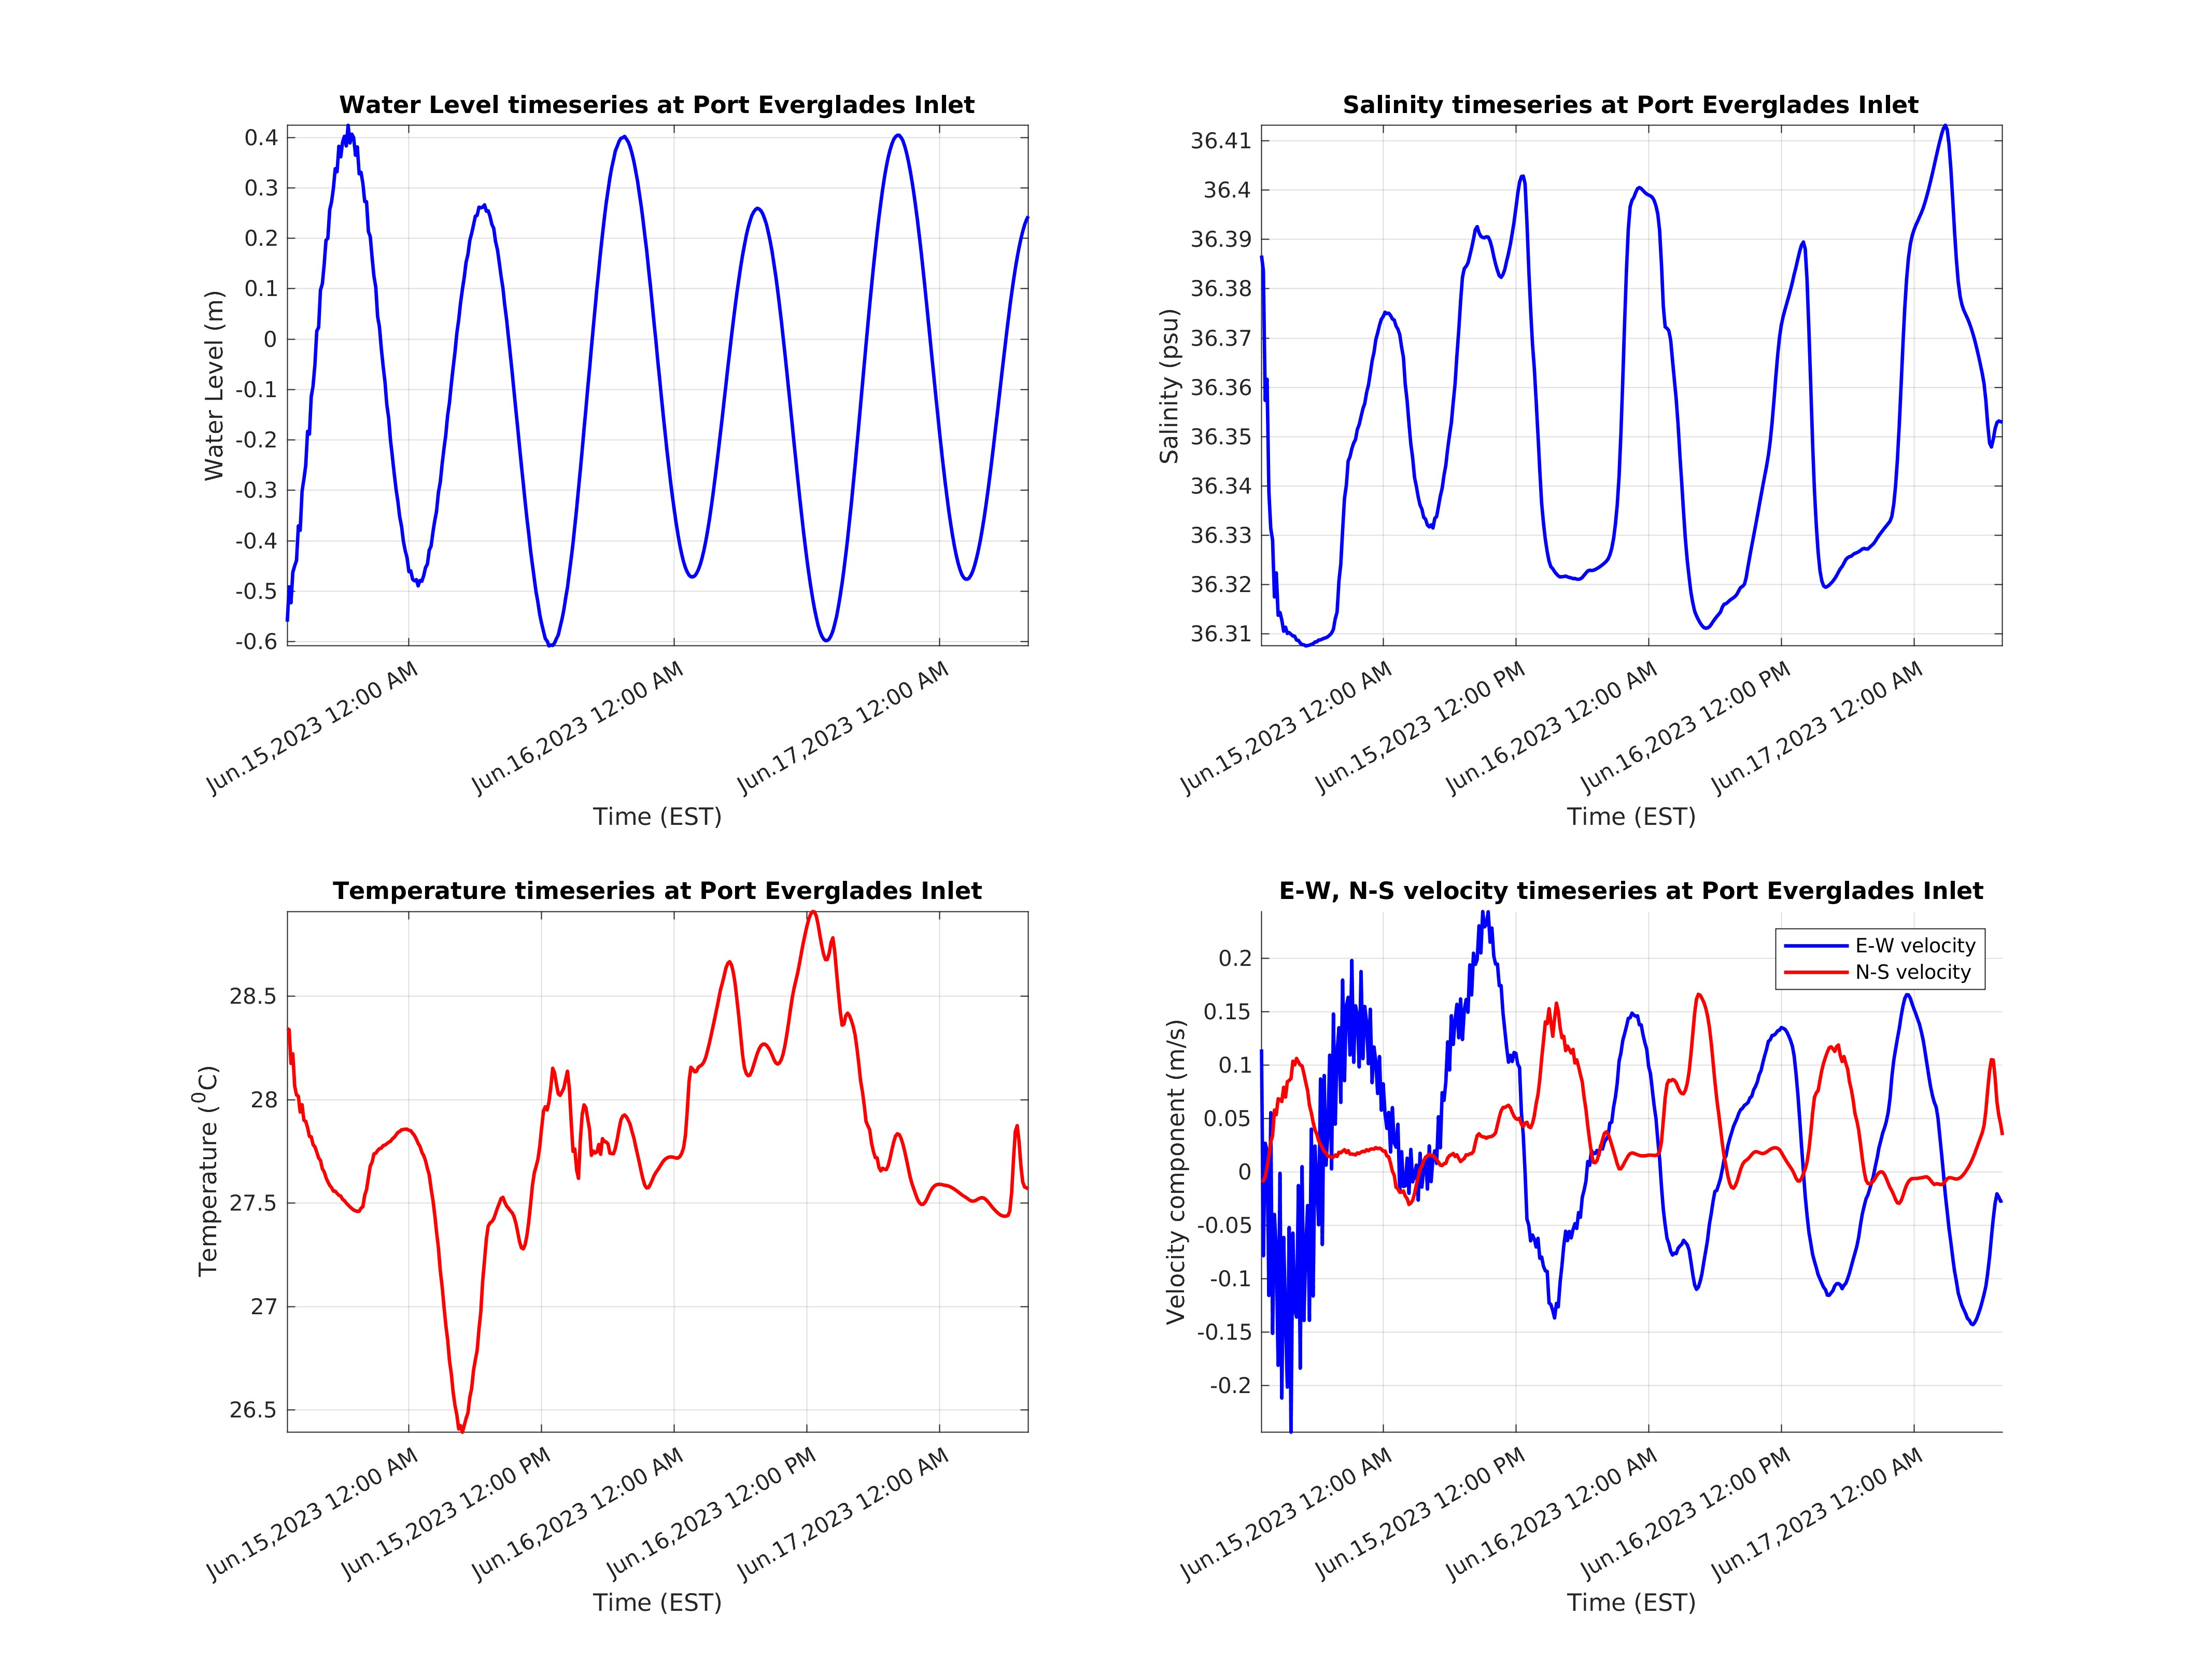 Water Level timeseries at Port Everglades Inlet
0.4
0.3
0.2
0.1
0
-0.1
-0.2
-0.3
-0.4
-0.5
-0.6
Water Level (m)
Jun.15,2023 12:00 AM
Jun.16,2023 12:00 AM
Jun.17,2023 12:00 AM
Time (EST)
Salinity timeseries at Port Everglades Inlet
36.41
36.4
36.39
36.38
36.37
36.36
36.35
36.34
36.33
36.32
36.31
Salinity (psu)
Jun.15,2023 12:00 AM
Jun.15,2023 12:00 PM
Jun.16,2023 12:00 AM
Jun.16,2023 12:00 PM
Jun.17,2023 12:00 AM
Time (EST)
Temperature timeseries at Port Everglades Inlet
28.5
28
27.5
27
26.5
Temperature (⁰C)
Jun.15,2023 12:00 AM
Jun.15,2023 12:00 PM
Jun.16,2023 12:00 AM
Jun.16,2023 12:00 PM
Jun.17,2023 12:00 AM
Time (EST)
E-W, N-S velocity timeseries at Port Everglades Inlet
E-W velocity
N-S velocity
0.2
0.15
0.1
0.05
0
-0.05
-0.1
-0.15
-0.2
Velocity component (m/s)
Jun.15,2023 12:00 AM
Jun.15,2023 12:00 PM
Jun.16,2023 12:00 AM
Jun.16,2023 12:00 PM
Jun.17,2023 12:00 AM
Time (EST)